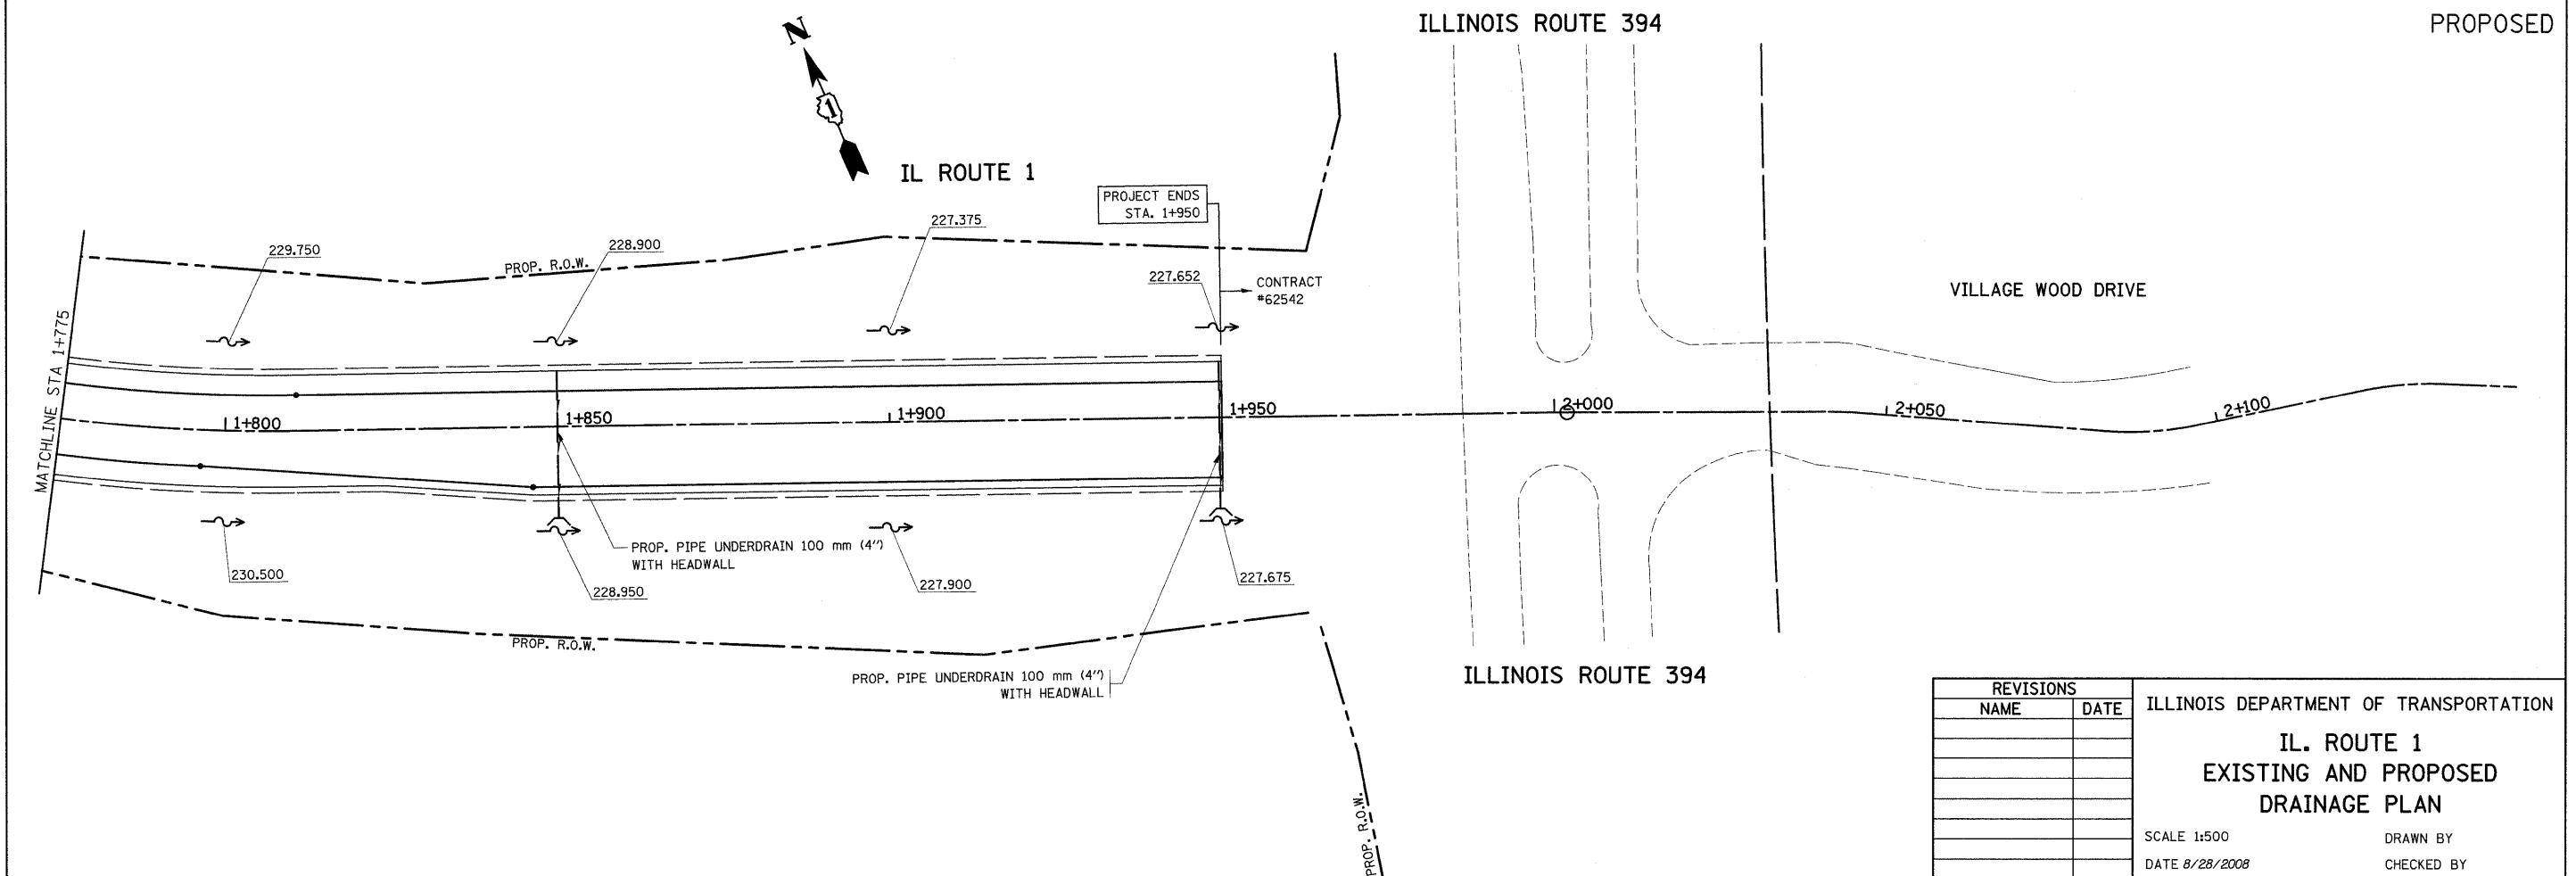 ILLINOIS ROUTE 394
PROPOSED
N
1
IL ROUTE 1
PROJECT ENDS
STA. 1+950
227.375
229.750
228.900
PROP. R.O.W.
227.652
CONTRACT
#62542
VILLAGE WOOD DRIVE
MATCHLINE STA 1+775
1+800
1+850
1+900
1+950
2+000
2+050
2+100
PROP. PIPE UNDERDRAIN 100 mm (4")
WITH HEADWALL
230.500
228.950
227.900
227.675
PROP. R.O.W.
PROP. PIPE UNDERDRAIN 100 mm (4")
WITH HEADWALL
ILLINOIS ROUTE 394
PROP. R.O.W.
REVISIONS
NAME DATE
ILLINOIS DEPARTMENT OF TRANSPORTATION
IL. ROUTE 1
EXISTING AND PROPOSED
DRAINAGE PLAN
SCALE 1:500 DRAWN BY
DATE 8/28/2008 CHECKED BY